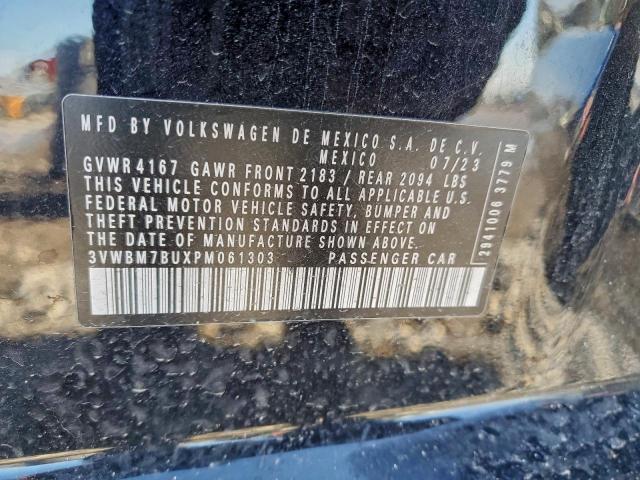 MFD BY VOLKSWAGEN DE MEXICO S.A. DE C.V.
MEXICO 07/23
GVWR 4167 GAWR FRONT 2183 / REAR 2094 LBS
THIS VEHICLE CONFORMS TO ALL APPLICABLE U.S.
FEDERAL MOTOR VEHICLE SAFETY, BUMPER AND
THEFT PREVENTION STANDARDS IN EFFECT ON
THE DATE OF MANUFACTURE SHOWN ABOVE.
3VWBM7BUXPM061303 PASSENGER CAR
2941006 3779 M